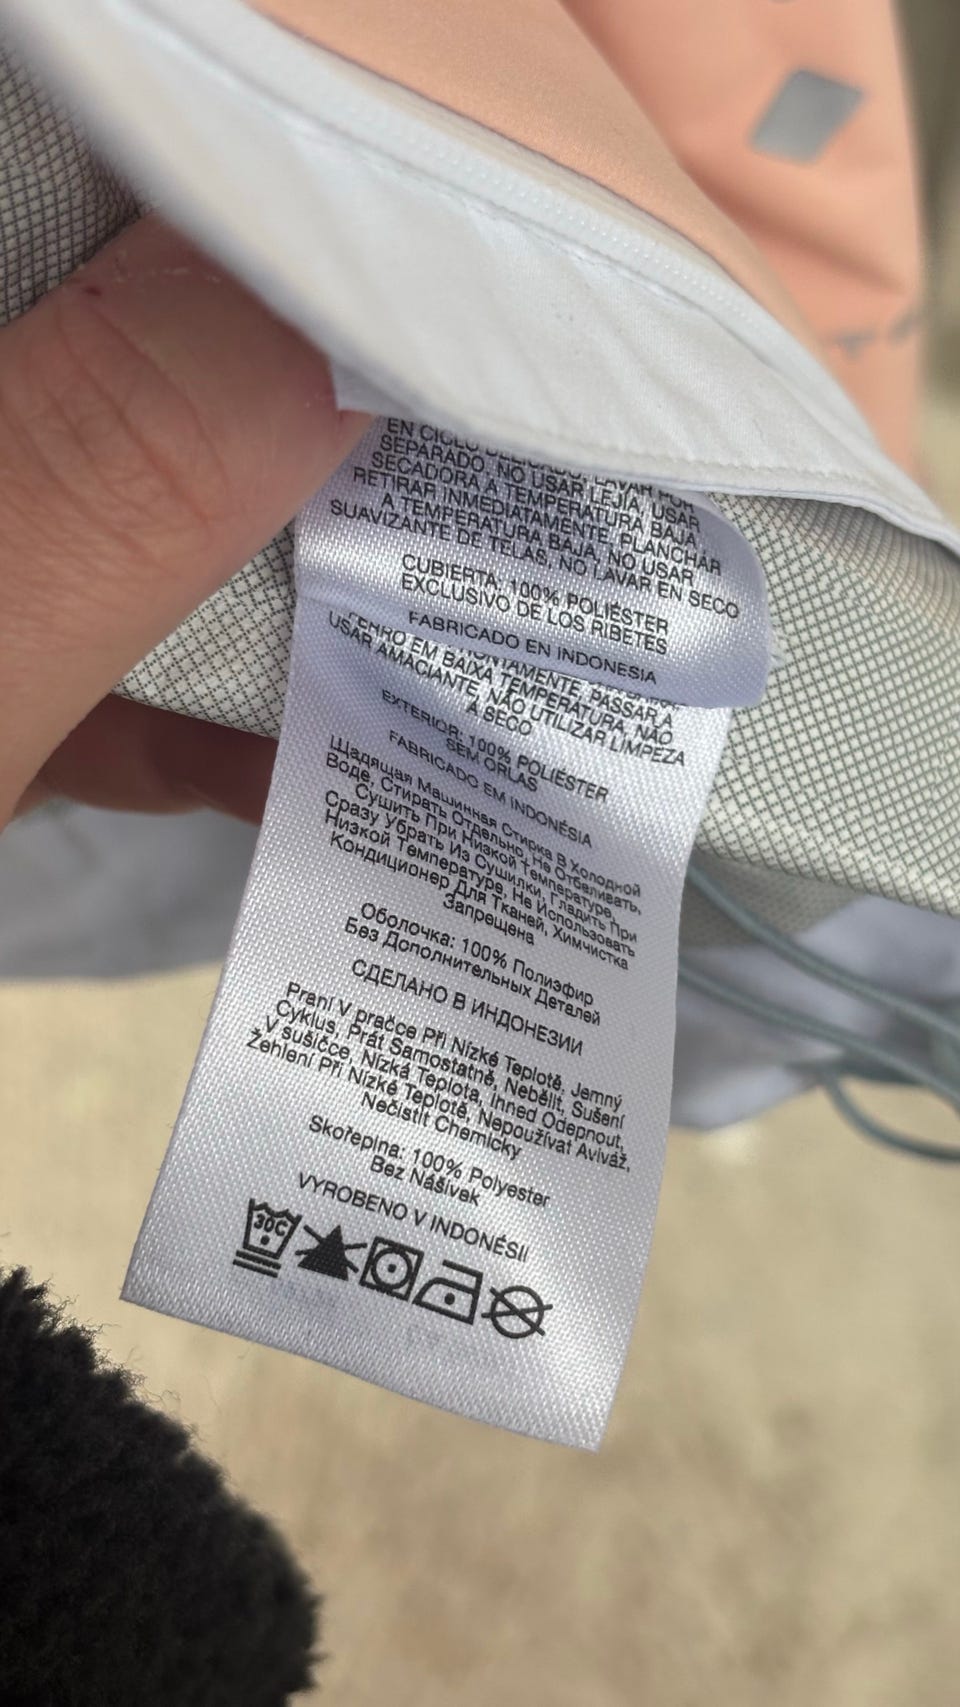 EN CICLO DELICADO, LAVAR POR
SEPARADO. NO USAR LEJÍA, USAR
SECADORA A TEMPERATURA BAJA,
RETIRAR INMEDIATAMENTE, PLANCHAR
A TEMPERATURA BAJA, NO USAR
SUAVIZANTE DE TELAS, NO LAVAR EN SECO
CUBIERTA: 100% POLIÉSTER
EXCLUSIVO DE LOS RIBETES
FABRICADO EN INDONESIA
PASSAR A
FERRO EM BAIXA TEMPERATURA, NÃO
USAR AMACIANTE, NÃO UTILIZAR LIMPEZA
A SECO
EXTERIOR: 100% POLIÉSTER
SEM ORLAS
FABRICADO EM INDONÉSIA
Щадящая Машинная Стирка В Холодной
Воде, Стирать Отдельно, Не Отбеливать,
Сушить При Низкой Температуре,
Сразу Убрать Из Сушилки, Гладить При
Низкой Температуре, Не Использовать
Кондиционер Для Тканей, Химчистка
Запрещена
Оболочка: 100% Полиэфир
Без Дополнительных Деталей
СДЕЛАНО В ИНДОНЕЗИИ
Praní V pračce Při Nízké Teplotě, Jemný
Cyklus, Prát Samostatně, Nebělit, Sušení
V sušičce, Nízká Teplota, Ihned Odepnout,
Žehlení Při Nízké Teplotě, Nepoužívat Aviváž,
Nečistit Chemicky
Skořepina: 100% Polyester
Bez Nášivek
VYROBENO V INDONÉSII
30C